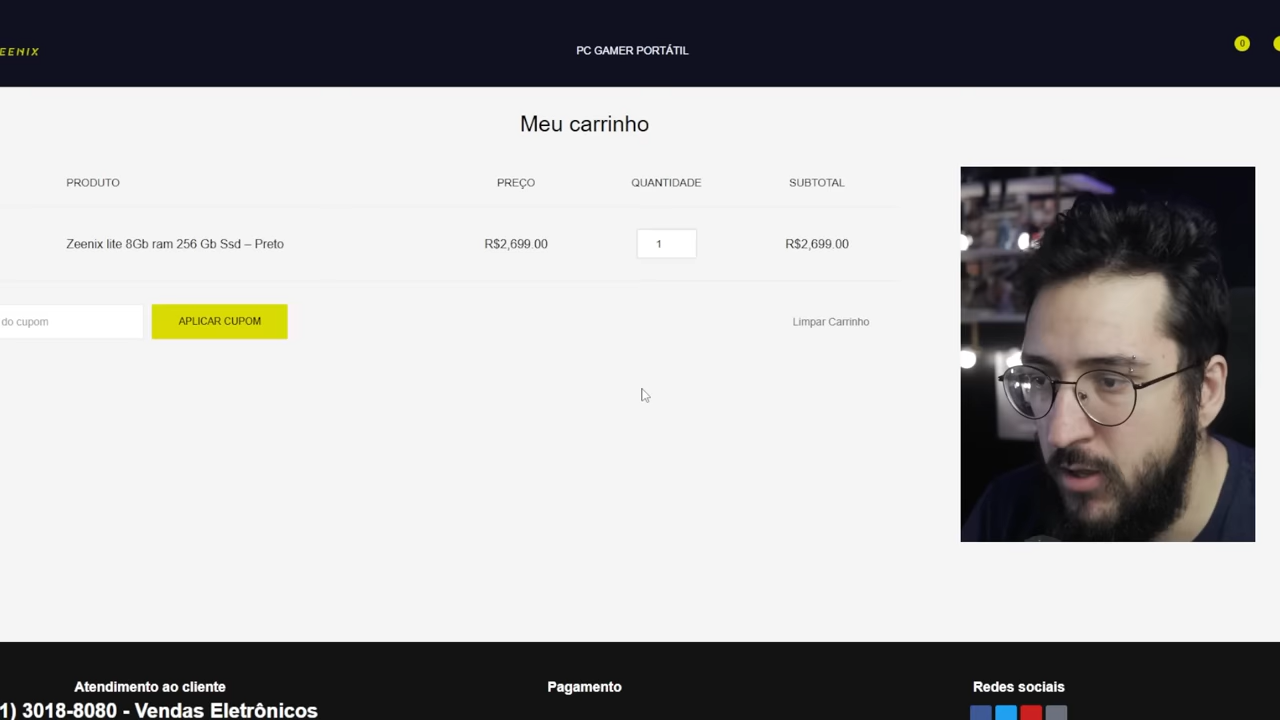 EENIX
PC GAMER PORTÁTIL
0
Meu carrinho
PRODUTO PREÇO QUANTIDADE SUBTOTAL
Zeenix lite 8Gb ram 256 Gb Ssd – Preto R$2,699.00 1 R$2,699.00
do cupom APLICAR CUPOM Limpar Carrinho
Atendimento ao cliente Pagamento Redes sociais
1) 3018-8080 - Vendas Eletrônicos